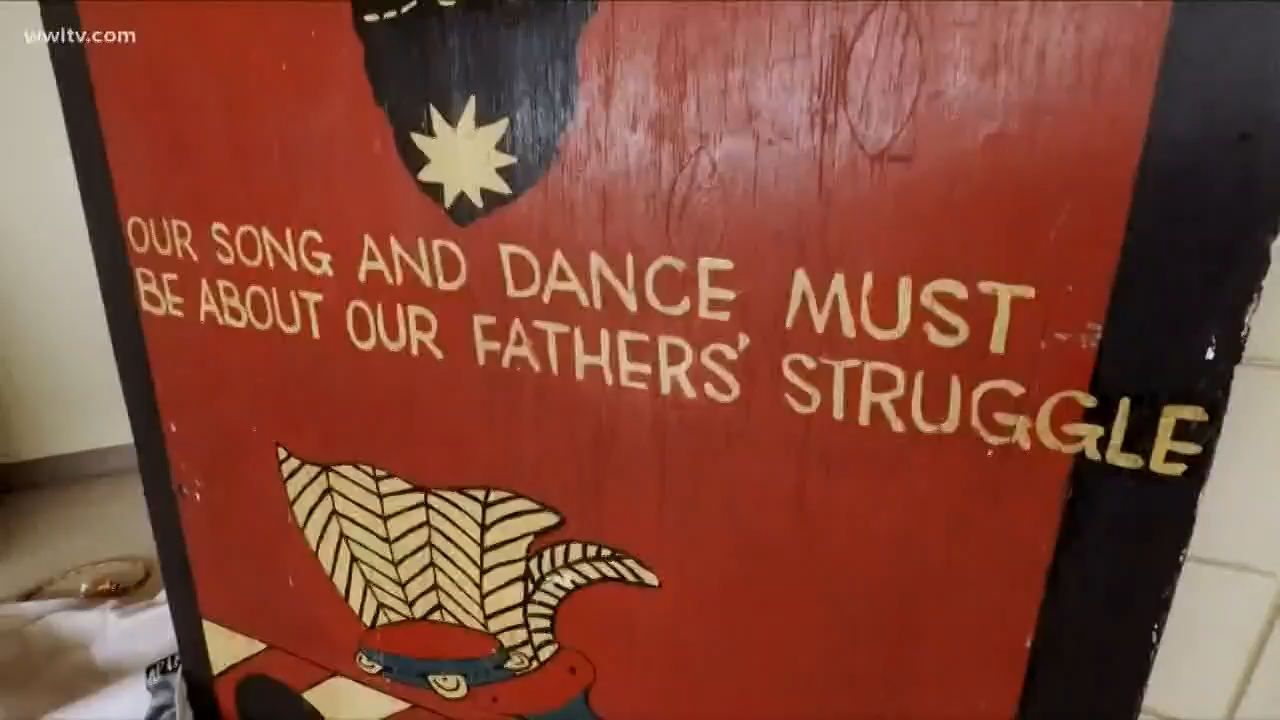 wwltv.com
OUR SONG AND DANCE MUST
BE ABOUT OUR FATHERS' STRUGGLE